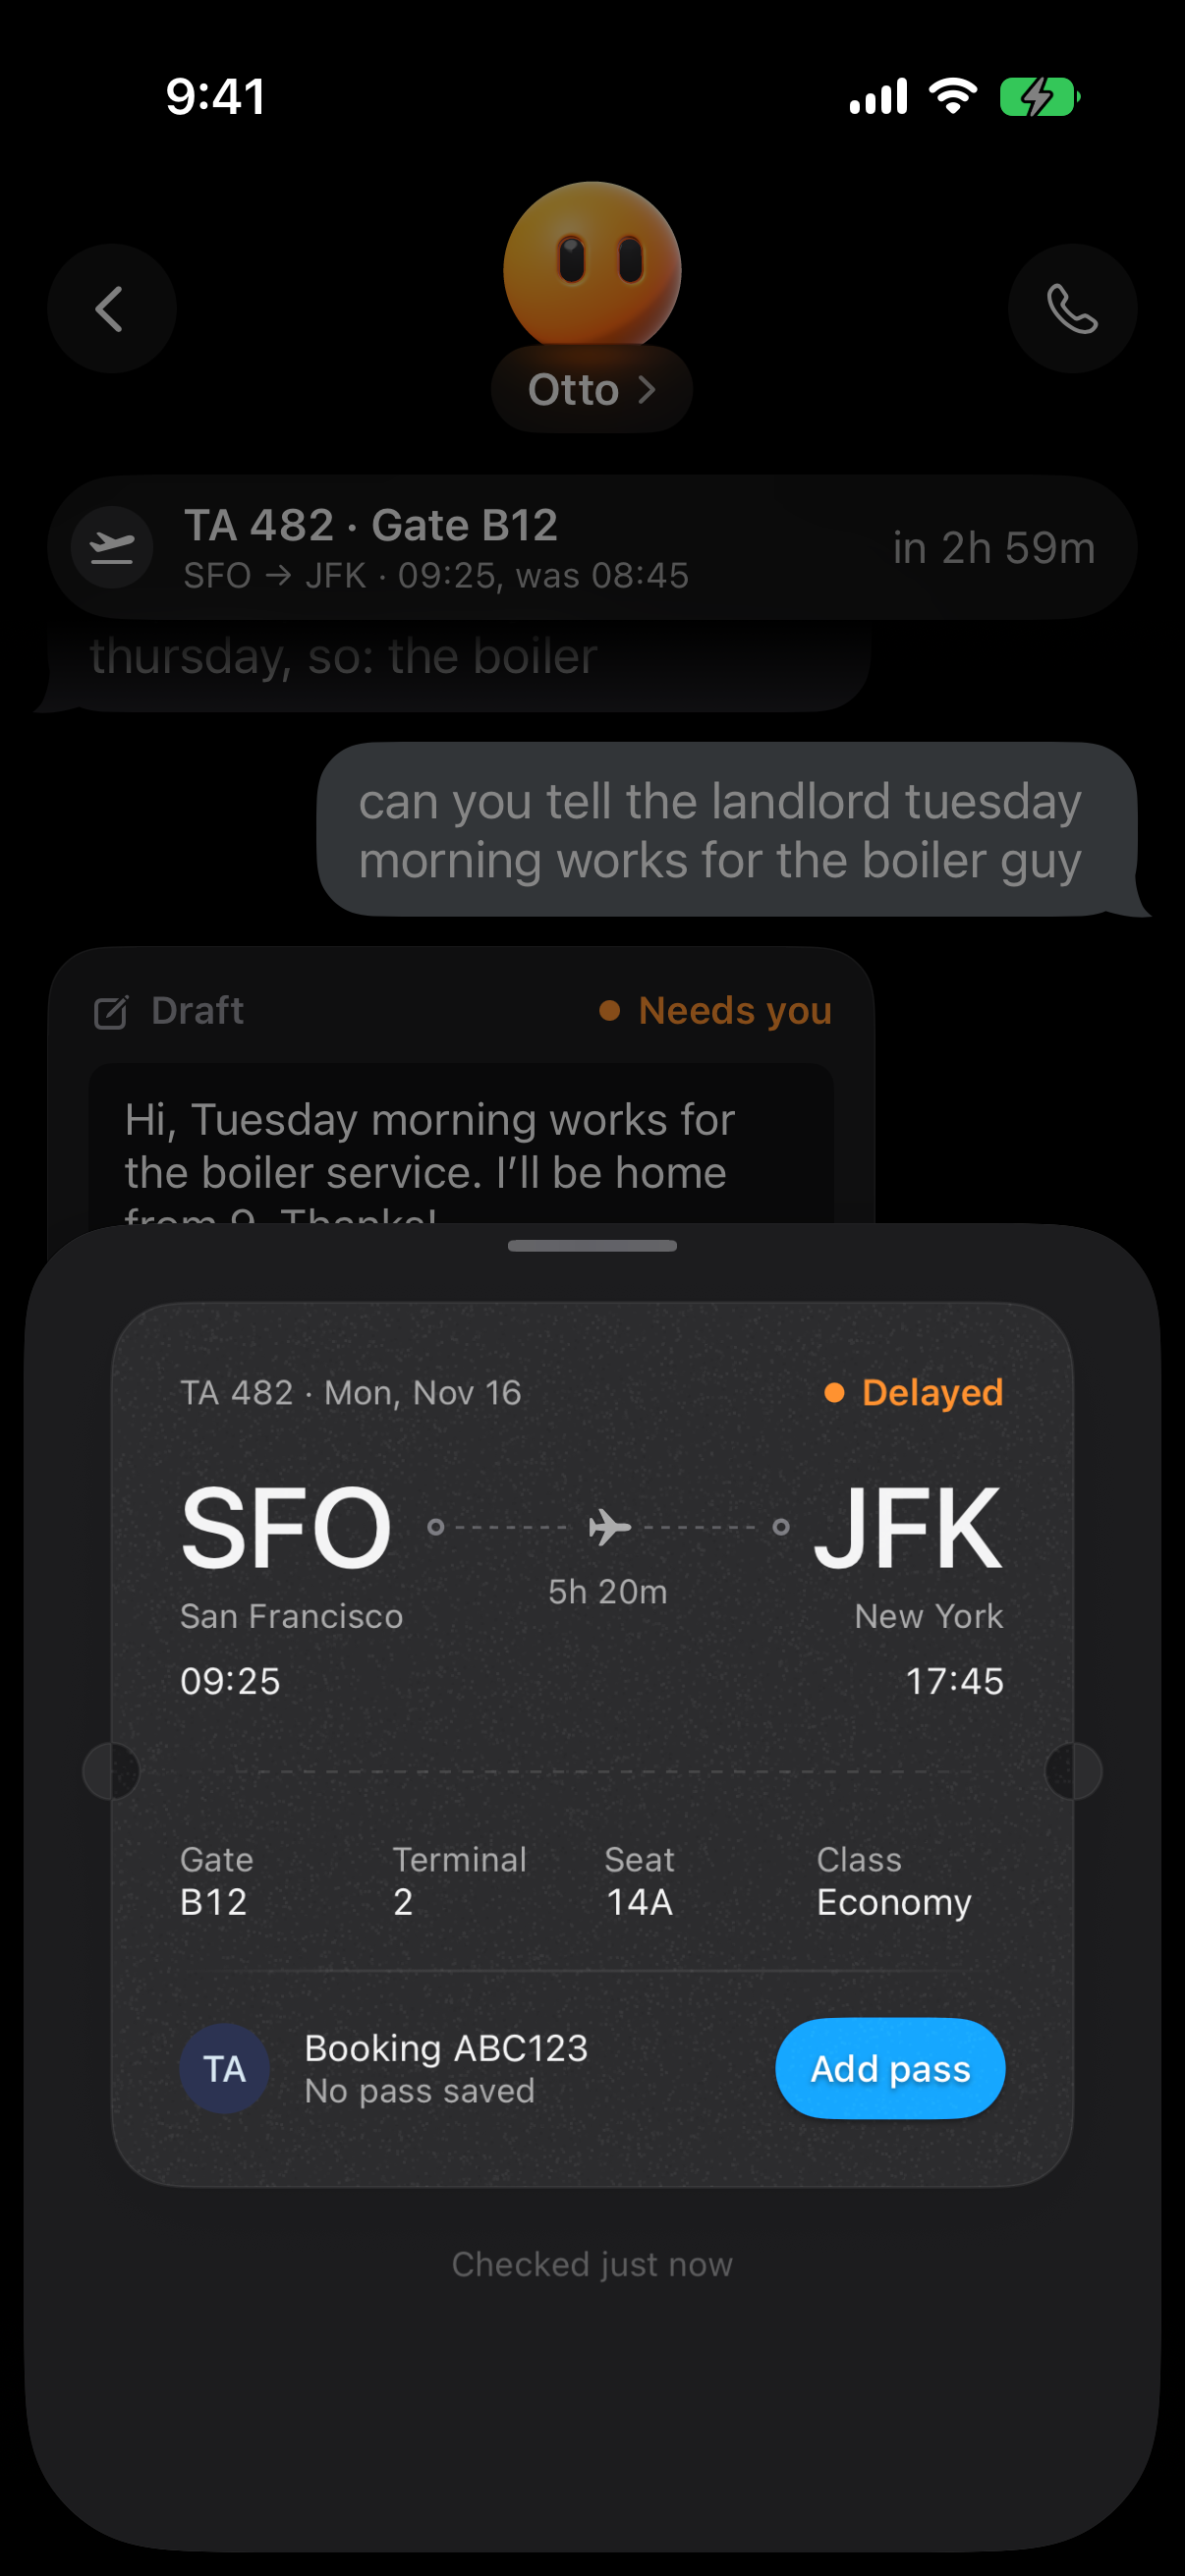 9:41
Otto
TA 482 · Gate B12
SFO → JFK · 09:25, was 08:45
in 2h 59m
thursday, so: the boiler
can you tell the landlord tuesday
morning works for the boiler guy
Draft
Needs you
Hi, Tuesday morning works for
the boiler service. I’ll be home
from 9. Thanks!
TA 482 · Mon, Nov 16
Delayed
SFO
JFK
5h 20m
San Francisco
New York
09:25
17:45
Gate
Terminal
Seat
Class
B12
2
14A
Economy
TA
Booking ABC123
No pass saved
Add pass
Checked just now